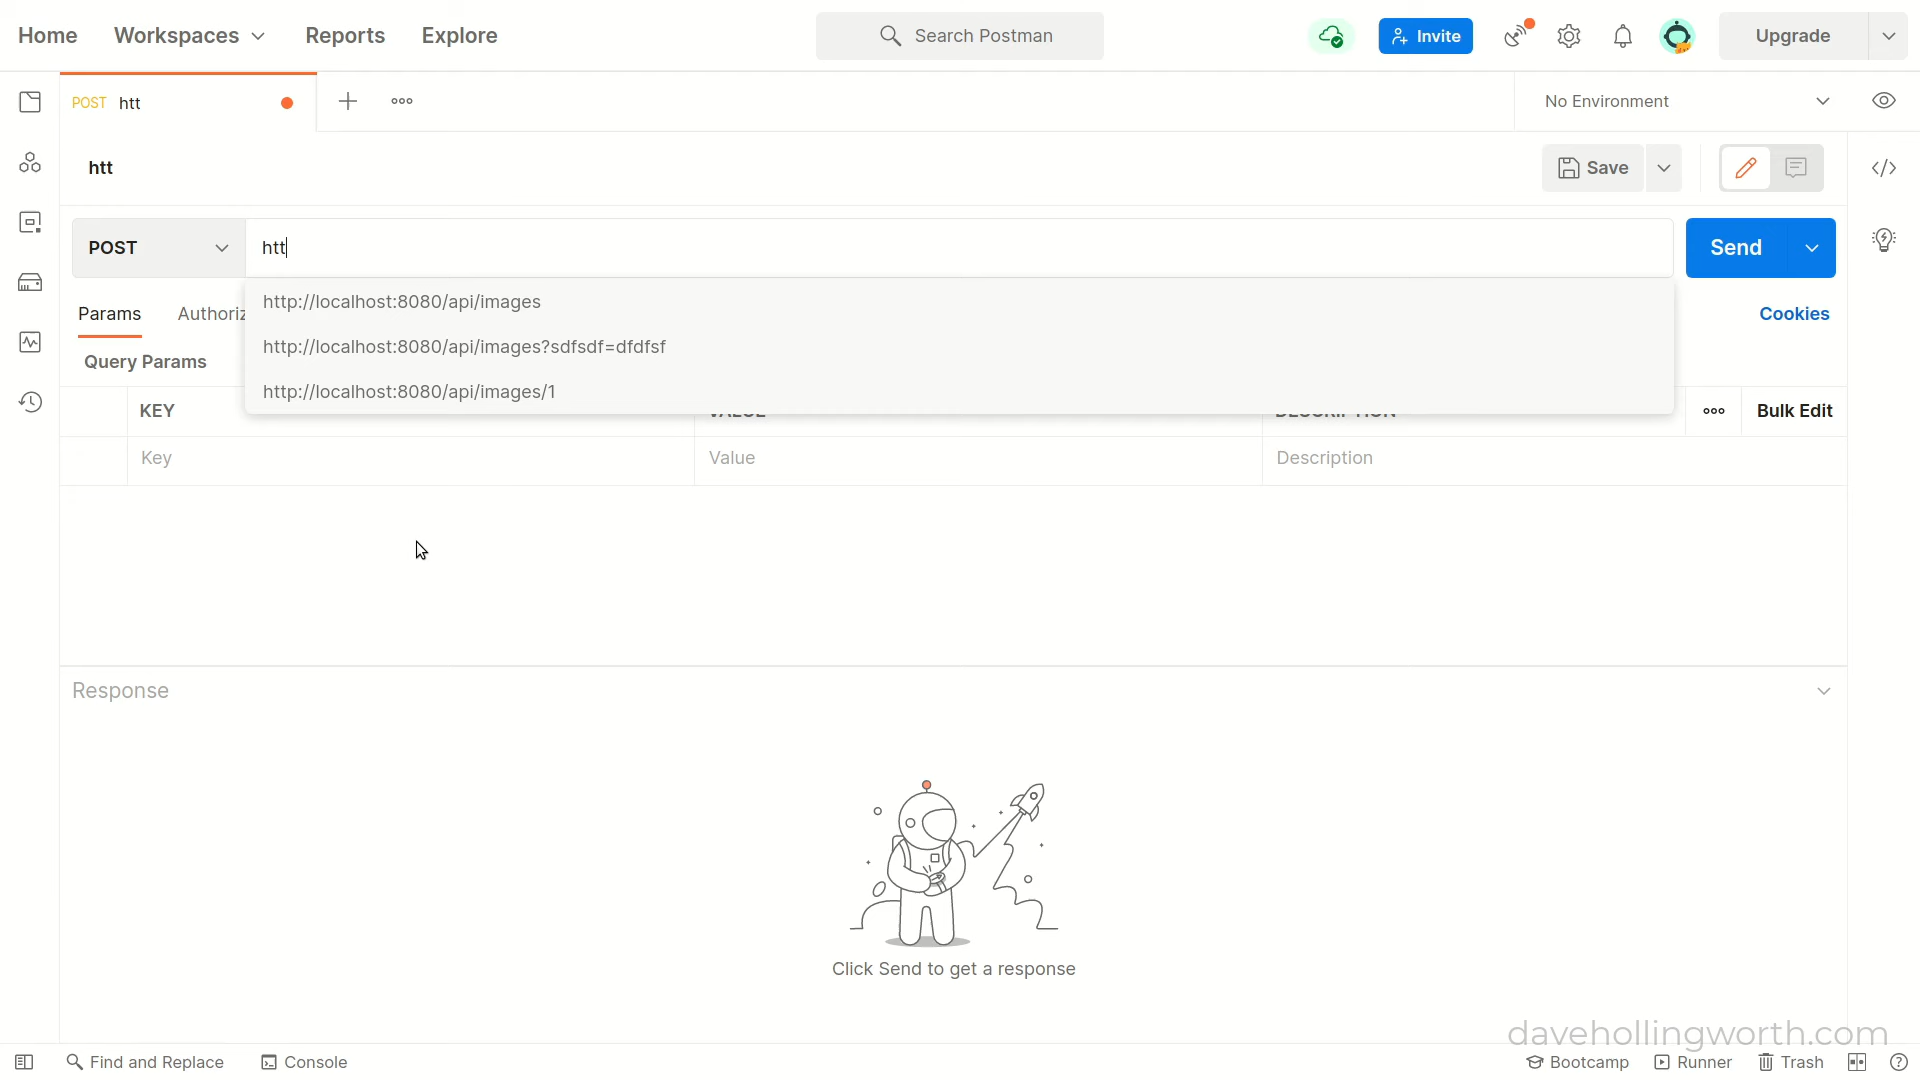 Home Workspaces Reports Explore Search Postman Invite Upgrade
POST htt No Environment
htt Save
POST htt Send
http://localhost:8080/api/images
Params Authoriz Cookies
http://localhost:8080/api/images?sdfsdf=dfdfsf
Query Params
http://localhost:8080/api/images/1
KEY VALUE DESCRIPTION Bulk Edit
Key Value Description
Response
Click Send to get a response
davehollingworth.com
Find and Replace Console Bootcamp Runner Trash